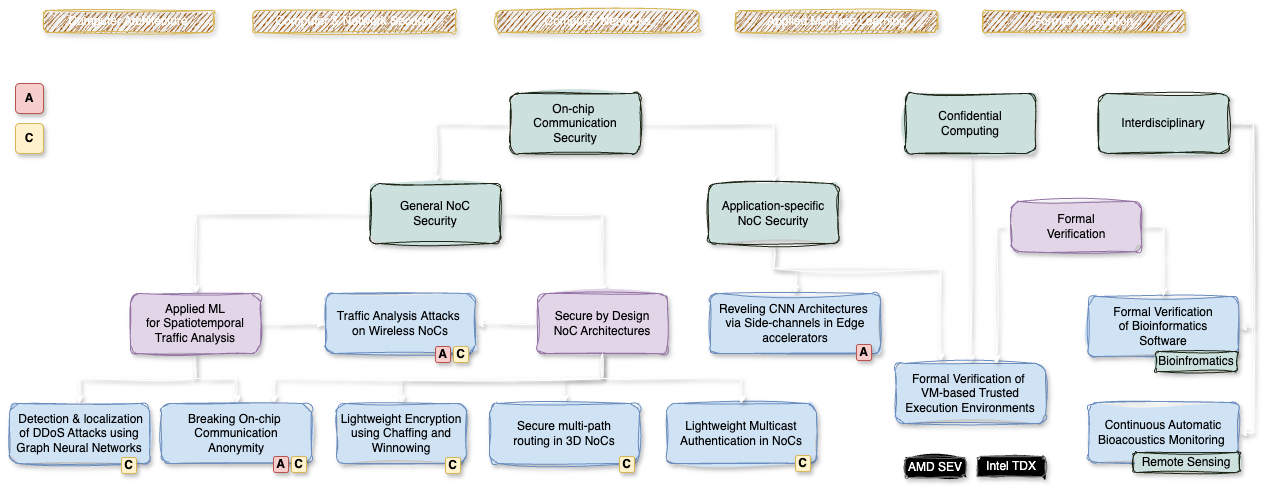 Computer Architecture
Computer & Network Security
Computer Networks
Applied Machine Learning
Formal Verification
A
C
On-chip
Communication
Security
Confidential
Computing
Interdisciplinary
General NoC
Security
Application-specific
NoC Security
Formal
Verification
Applied ML
for Spatiotemporal
Traffic Analysis
Traffic Analysis Attacks
on Wireless NoCs
A
C
Secure by Design
NoC Architectures
Reveling CNN Architectures
via Side-channels in Edge
accelerators
A
Formal Verification
of Bioinformatics
Software
Bioinfromatics
Formal Verification of
VM-based Trusted
Execution Environments
Detection & localization
of DDoS Attacks using
Graph Neural Networks
C
Breaking On-chip
Communication
Anonymity
A
C
Lightweight Encryption
using Chaffing and
Winnowing
C
Secure multi-path
routing in 3D NoCs
C
Lightweight Multicast
Authentication in NoCs
C
Continuous Automatic
Bioacoustics Monitoring
Remote Sensing
AMD SEV
Intel TDX